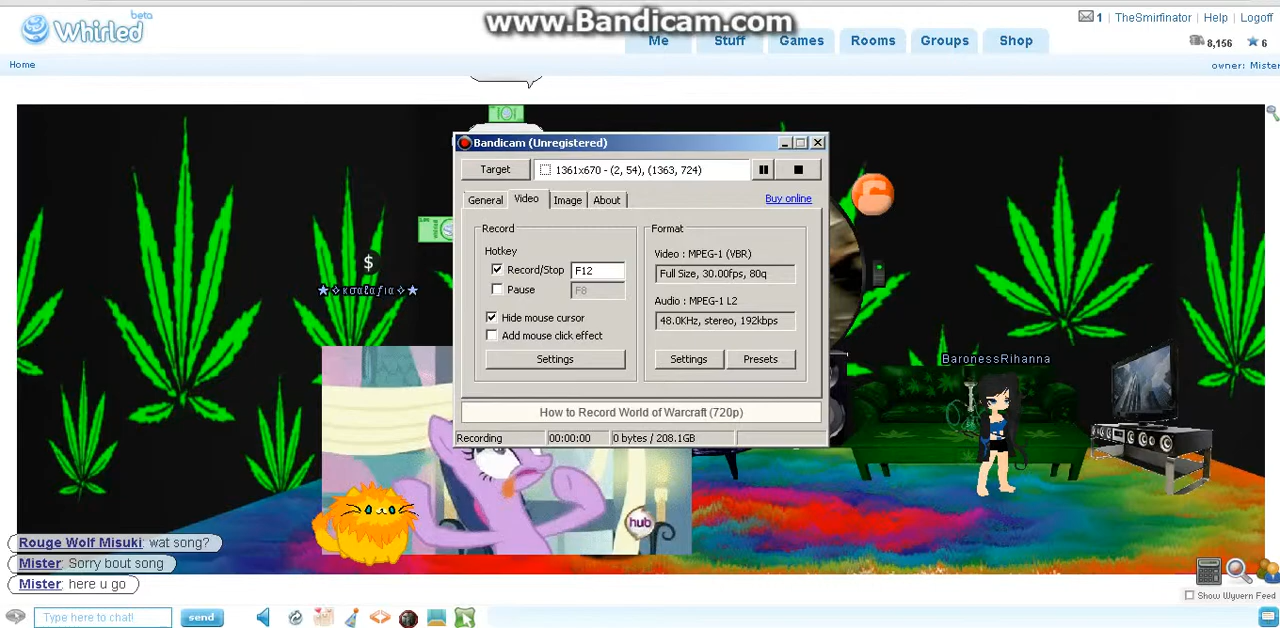 www.Bandicam.com
Whirled beta
1 TheSmirfinator Help Logoff
Me Stuff Games Rooms Groups Shop
8,156 6
Home
owner: Mister
Bandicam (Unregistered)
Target 1361x670 - (2, 54), (1363, 724)
General Video Image About Buy online
Record Format
Hotkey
Video : MPEG-1 (VBR)
Record/Stop F12 Full Size, 30.00fps, 80q
Pause F8
Audio : MPEG-1 L2
Hide mouse cursor 48.0KHz, stereo, 192kbps
Add mouse click effect
Settings Settings Presets
How to Record World of Warcraft (720p)
Recording 00:00:00 0 bytes / 208.1GB
$
BaronessRihanna
hub
Rouge Wolf Misuki: wat song?
Mister: Sorry bout song
Mister: here u go
Show Wyvern Feed
Type here to chat! send